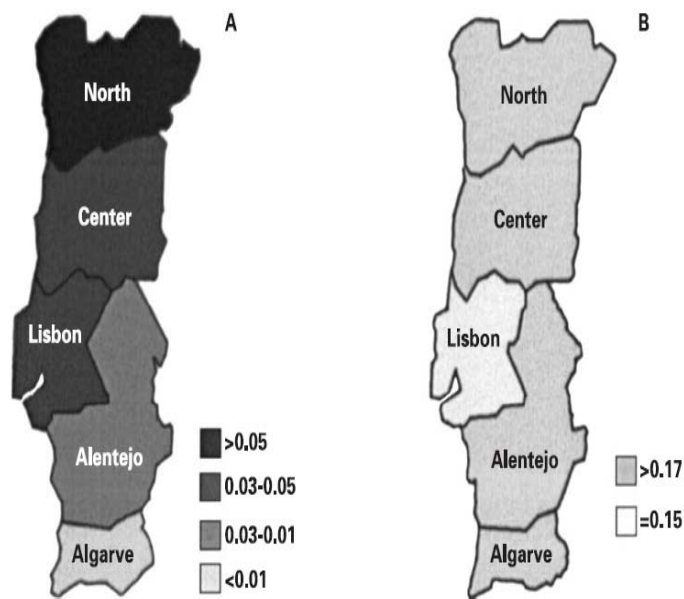 A
North
Center
Lisbon
Alentejo
Algarve
>0.05
0.03-0.05
0.03-0.01
<0.01
B
North
Center
Lisbon
Alentejo
Algarve
>0.17
=0.15